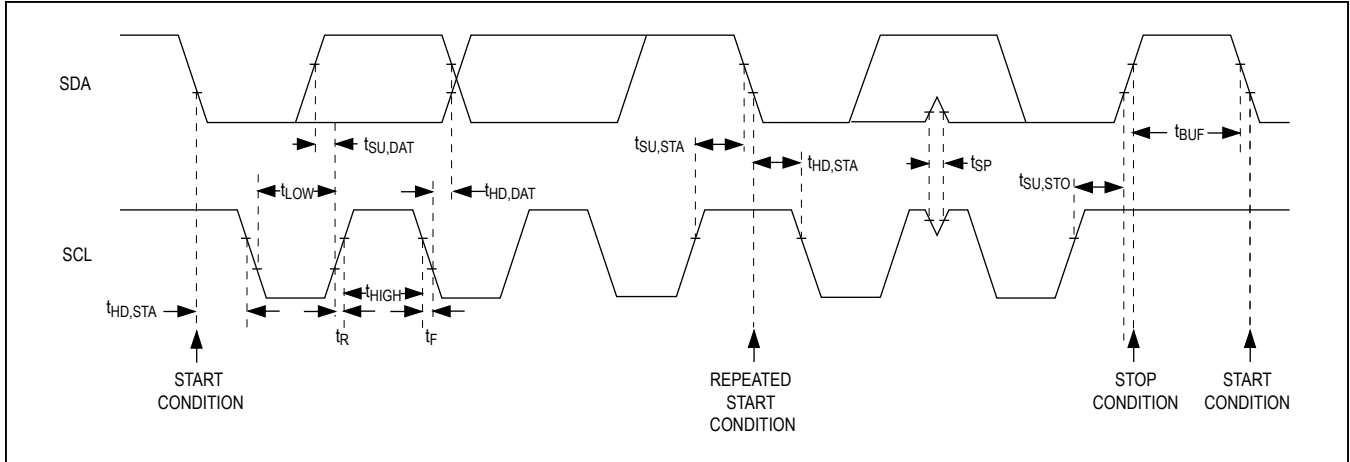 SDA
tSU,DAT
tSU,STA
tHD,STA
tSP
tBUF
tLOW
tHD,DAT
tSU,STO
SCL
tHD,STA
tHIGH
tR
tF
START
CONDITION
REPEATED
START
CONDITION
STOP
CONDITION
START
CONDITION